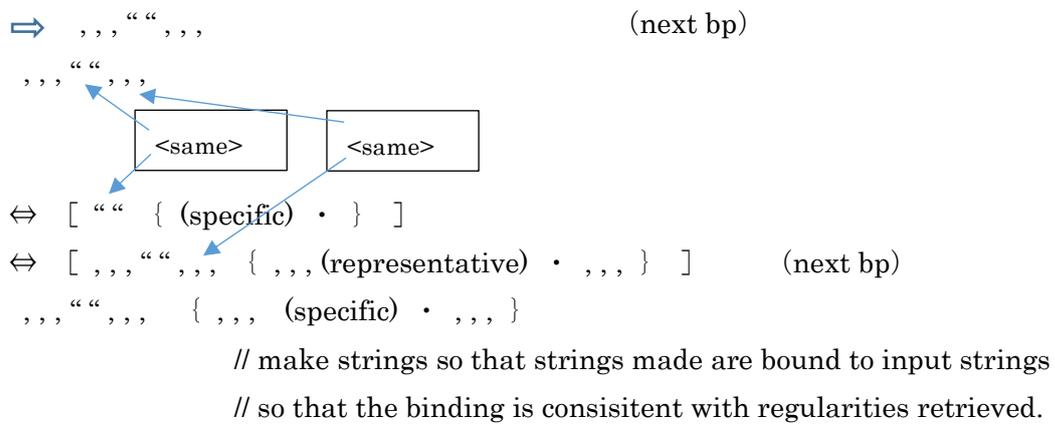 ⇨ , , , “ “ , , , （next bp）
, , , “ “ , , ,
<same> <same>
⇔ ［ “ “ ｛ (specific) ・ ｝ ］
⇔ ［ , , , “ “ , , , ｛ , , , (representative) ・ , , , ｝ ］ （next bp）
, , , “ “ , , , ｛ , , , (specific) ・ , , , ｝
// make strings so that strings made are bound to input strings
// so that the binding is consisitent with regularities retrieved.